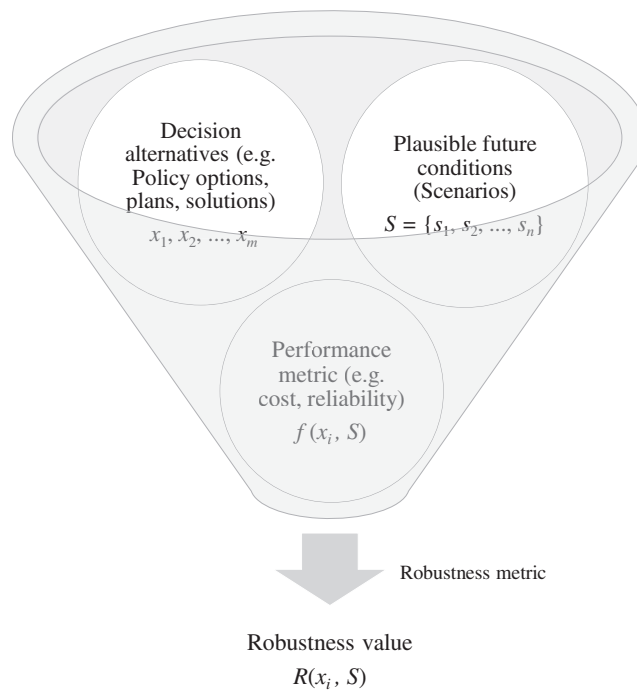 Decision
alternatives (e.g.
Policy options,
plans, solutions)
x₁, x₂, ..., xₘ
Plausible future
conditions
(Scenarios)
S = {s₁, s₂, ..., sₙ}
Performance
metric (e.g.
cost, reliability)
f (xᵢ, S)
Robustness metric
Robustness value
R(xᵢ, S)